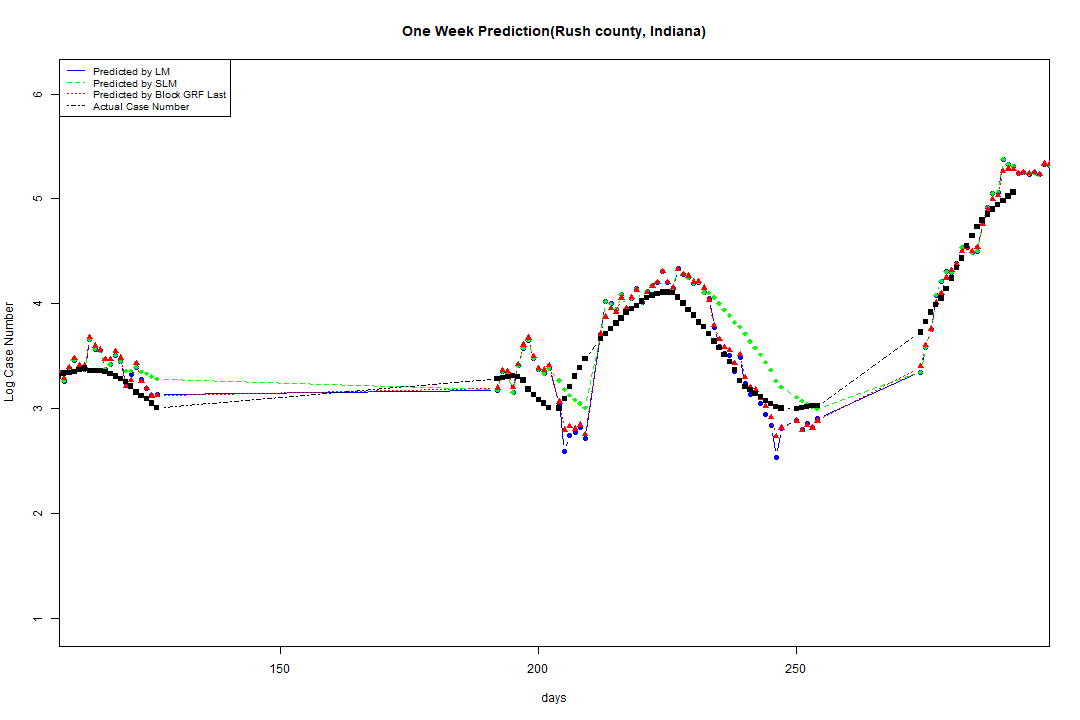 One Week Prediction(Rush county, Indiana)
Predicted by LM
Predicted by SLM
Predicted by Block GRF Last
Actual Case Number
6
5
4
3
2
1
Log Case Number
150 200 250
days